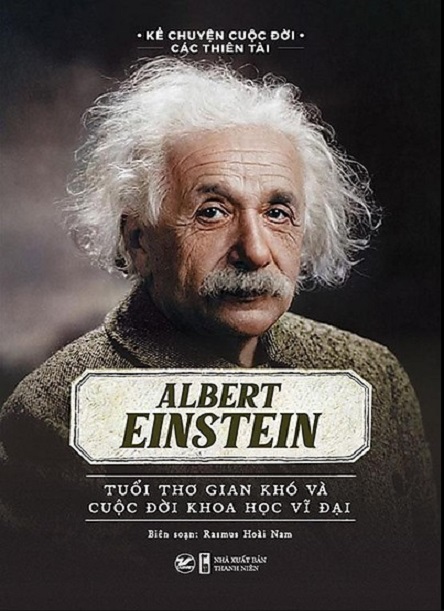 • KỂ CHUYỆN CUỘC ĐỜI •
CÁC THIÊN TÀI
ALBERT
EINSTEIN
TUỔI THƠ GIAN KHÓ VÀ
CUỘC ĐỜI KHOA HỌC VĨ ĐẠI
Biên soạn: Rasmus Hoài Nam
NHÀ XUẤT BẢN
THANH NIÊN